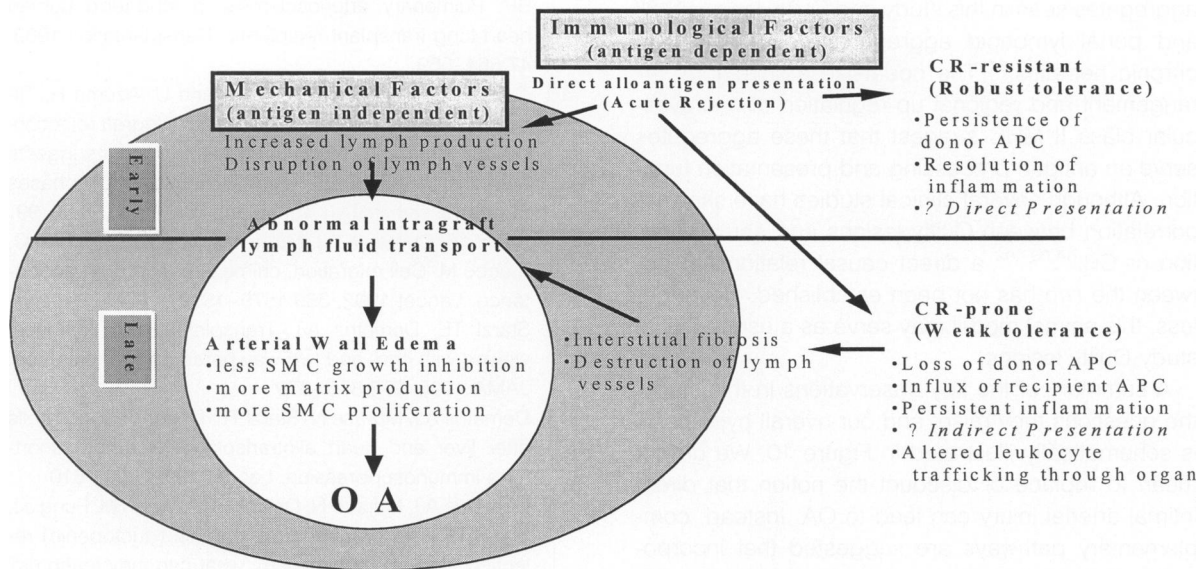 Immunological Factors
(antigen dependent)
Direct alloantigen presentation
(Acute Rejection)
Mechanical Factors
(antigen independent)
Increased lymph production
Disruption of lymph vessels
CR-resistant
(Robust tolerance)
•Persistence of
donor APC
•Resolution of
inflammation
•? Direct Presentation
Early
Abnormal intragraft
lymph fluid transport
Late
Arterial Wall Edema
•less SMC growth inhibition
•more matrix production
•more SMC proliferation
•Interstitial fibrosis
•Destruction of lymph
vessels
CR-prone
(Weak tolerance)
•Loss of donor APC
•Influx of recipient APC
•Persistent inflammation
•? Indirect Presentation
•Altered leukocyte
trafficking through organ
OA